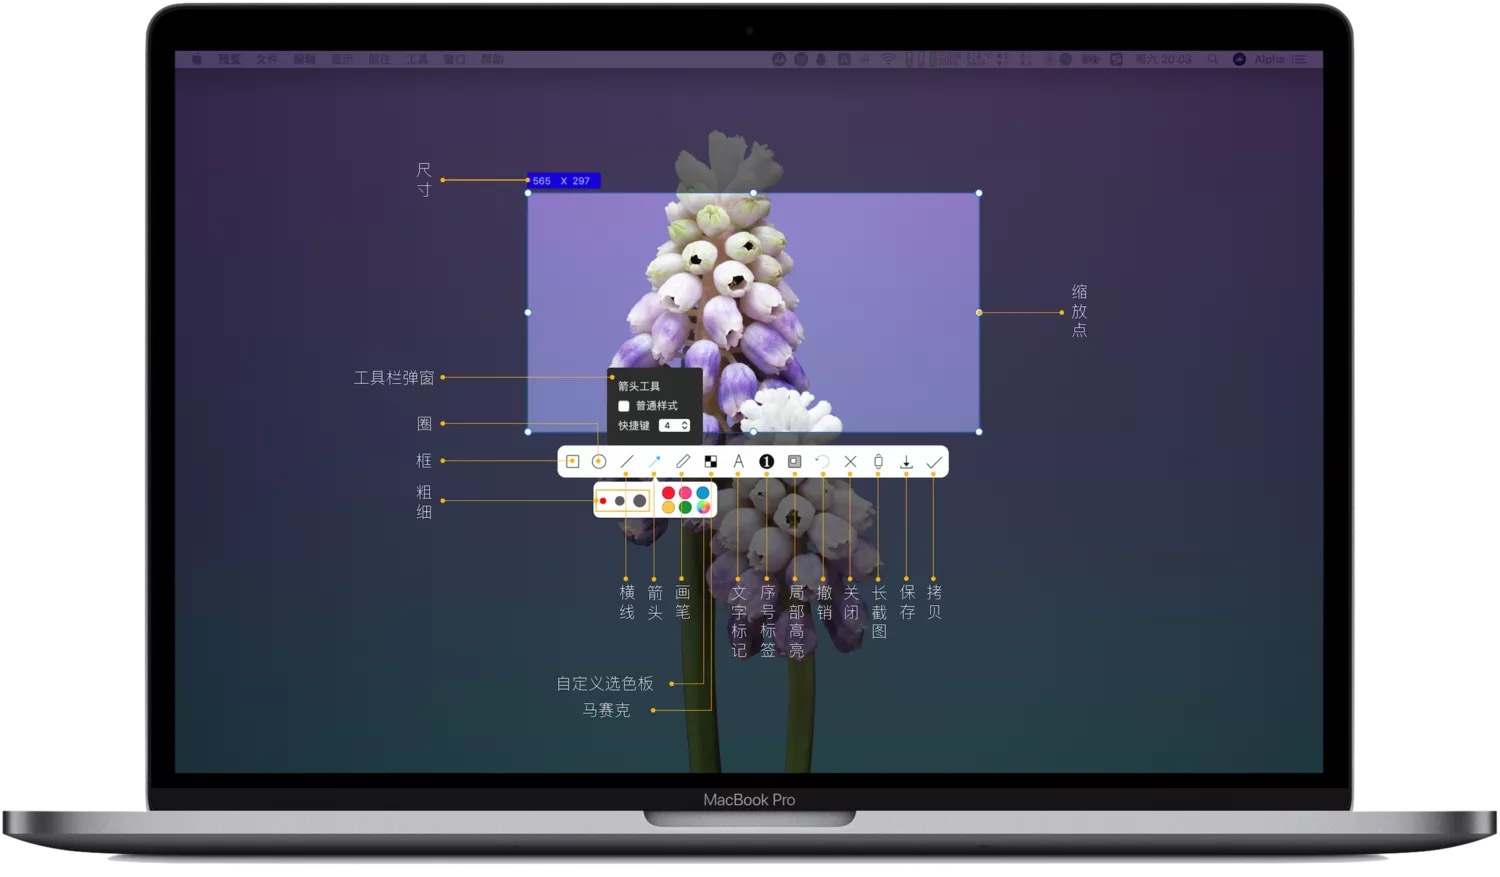 预览 文件 编辑 显示 前往 工具 窗口 帮助
周六 20:03 Alpha
尺寸
565 X 297
缩放点
工具栏弹窗
箭头工具
普通样式
快捷键 4
圈
框
粗细
A 1
横线 箭头 画笔 文字标记 序号标签 局部高亮 撤销 关闭 长截图 保存 拷贝
自定义选色板
马赛克
MacBook Pro